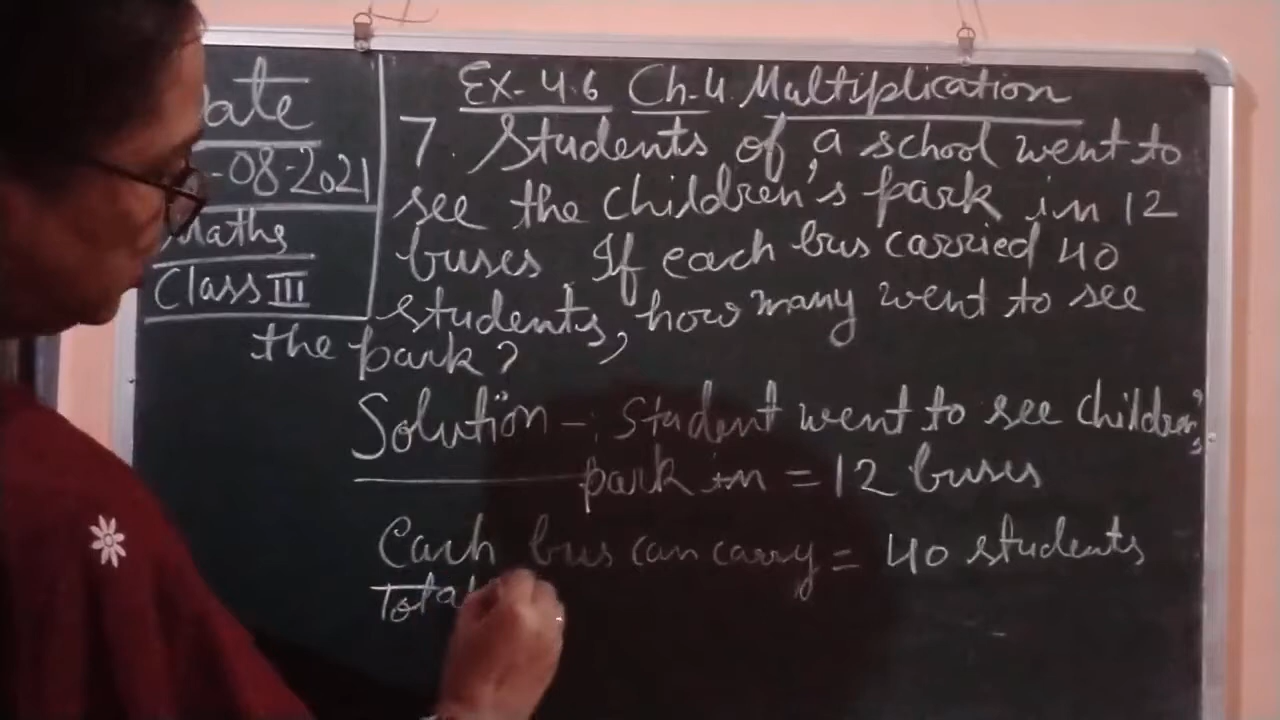 Date
-08-2021
Maths
Class III
Ex-4.6 Ch-4. Multiplication
7. Students of a school went to
see the children's park in 12
buses. If each bus carried 40
students, how many went to see
the park?
Solution -: Student went to see children's
park in = 12 buses
Each bus can carry = 40 students
Total